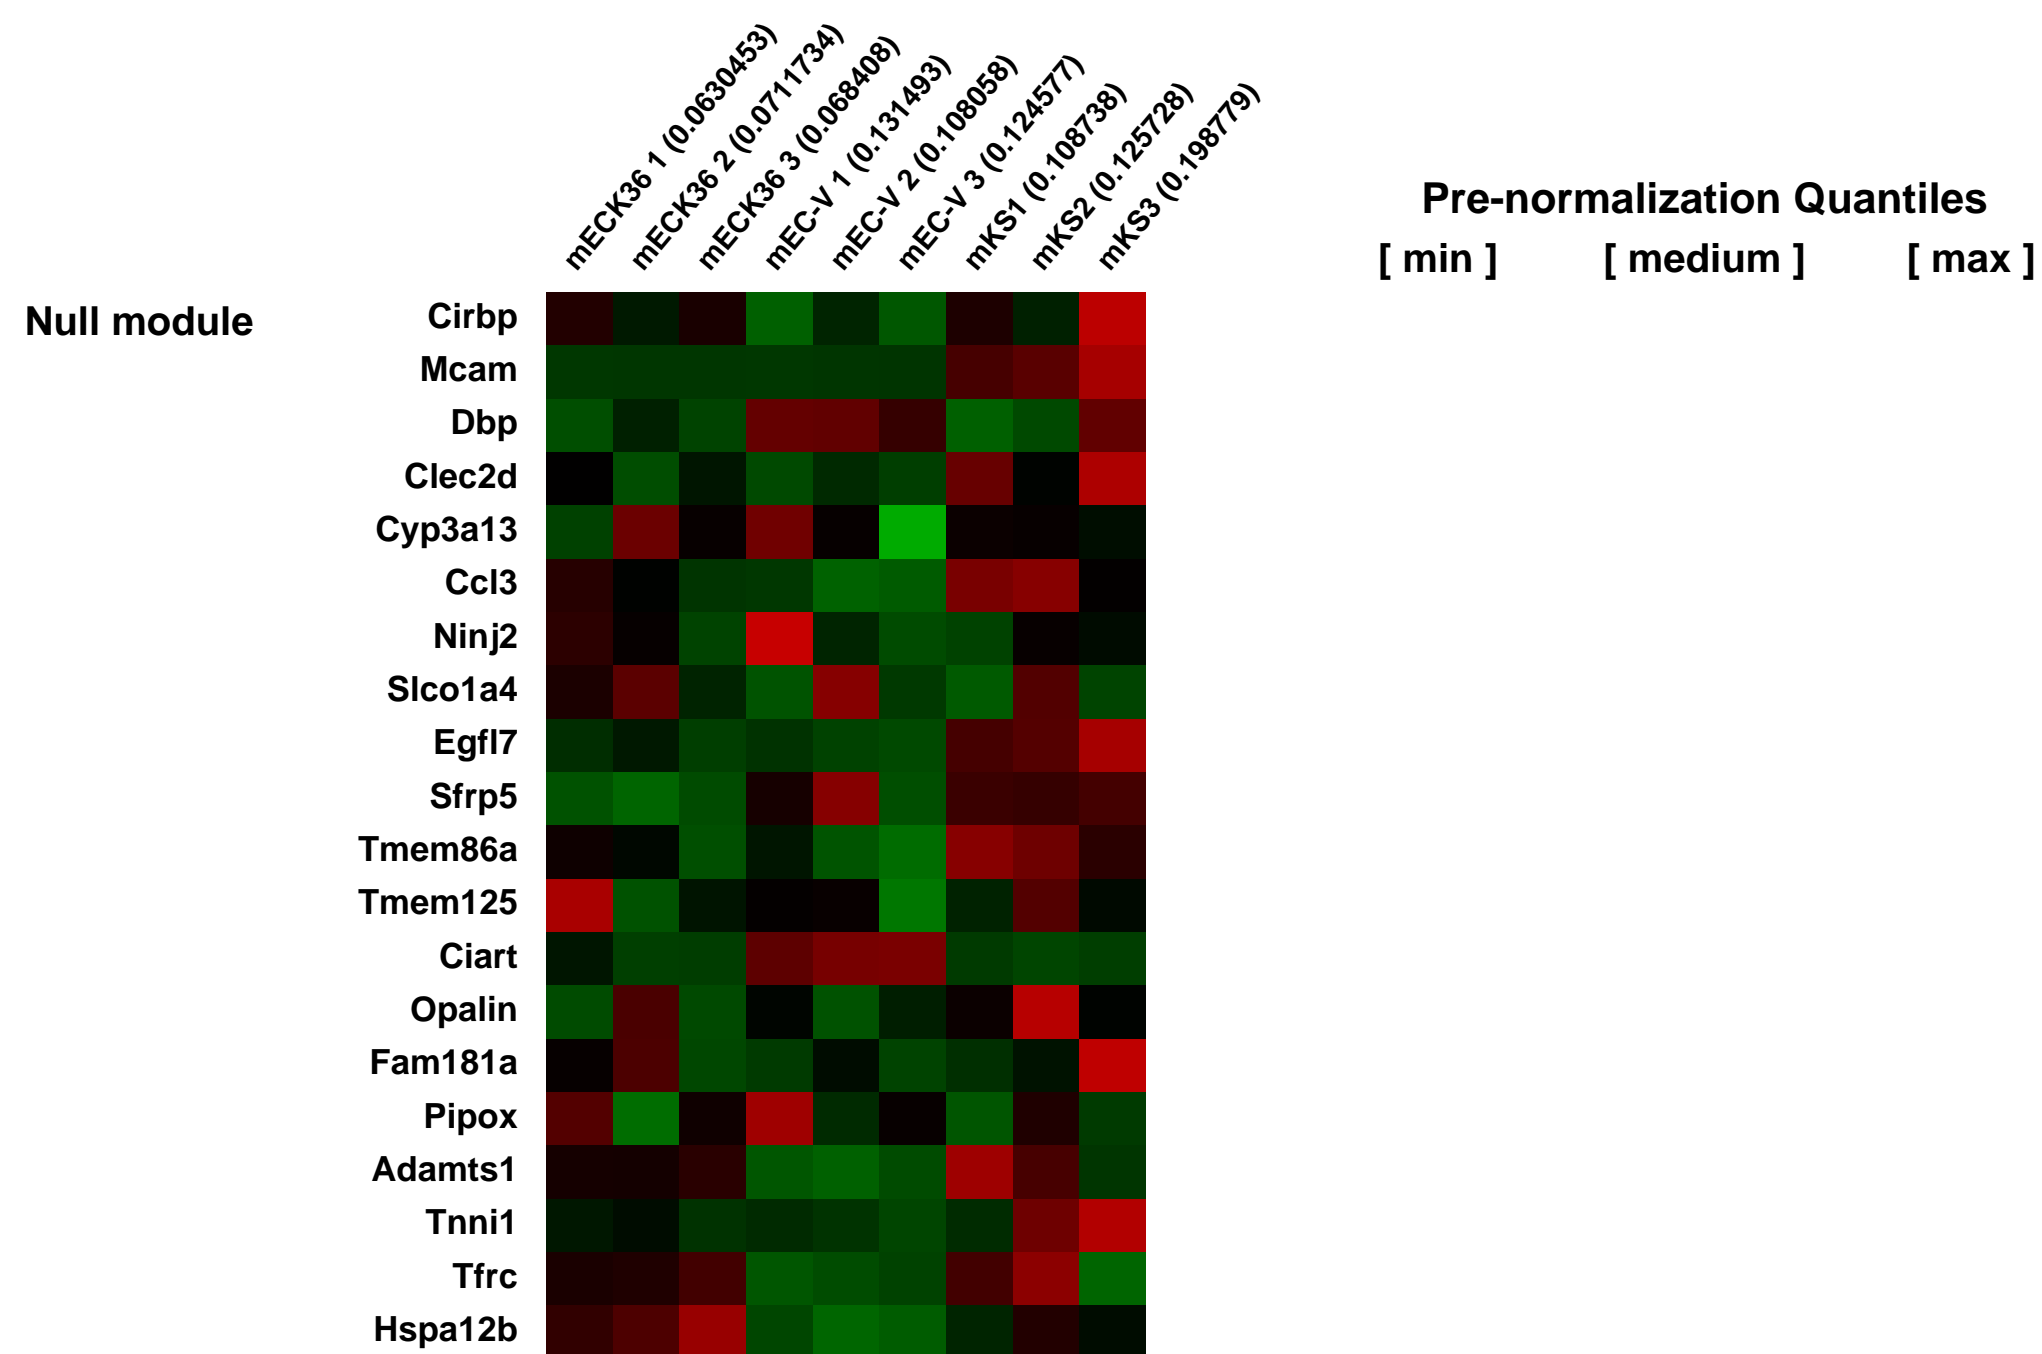 mECK36 1 (0.0630453)
mECK36 2 (0.0711734)
mECK36 3 (0.068408)
mEC-V 1 (0.131493)
mEC-V 2 (0.108058)
mEC-V 3 (0.124577)
mKS1 (0.108738)
mKS2 (0.125728)
mKS3 (0.198779)
Pre-normalization Quantiles
[ min ] [ medium ] [ max ]
Null module
Cirbp
Mcam
Dbp
Clec2d
Cyp3a13
Ccl3
Ninj2
Slco1a4
Egfl7
Sfrp5
Tmem86a
Tmem125
Ciart
Opalin
Fam181a
Pipox
Adamts1
Tnni1
Tfrc
Hspa12b